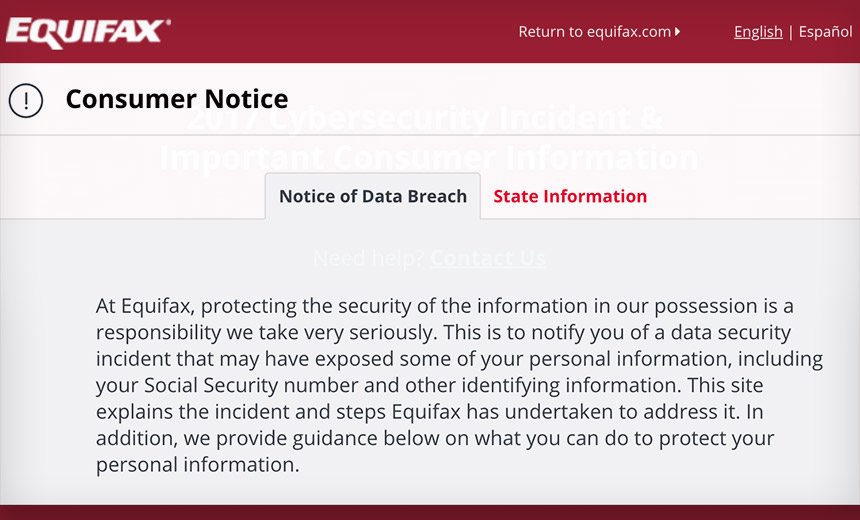 EQUIFAX®
Return to equifax.com
English | Español
Consumer Notice
2017 Cybersecurity Incident &
Important Consumer Information
Notice of Data Breach
State Information
Need help? Contact Us
At Equifax, protecting the security of the information in our possession is a
responsibility we take very seriously. This is to notify you of a data security
incident that may have exposed some of your personal information, including
your Social Security number and other identifying information. This site
explains the incident and steps Equifax has undertaken to address it. In
addition, we provide guidance below on what you can do to protect your
personal information.